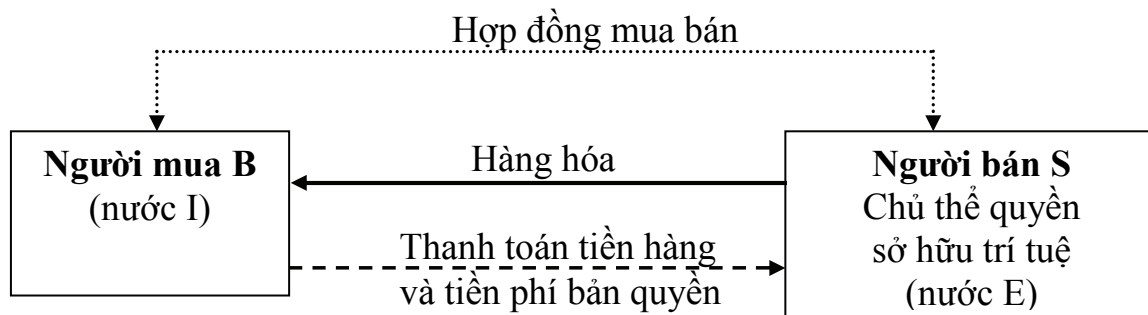 Hợp đồng mua bán
Người mua B
(nước I)
Hàng hóa
Thanh toán tiền hàng
và tiền phí bản quyền
Người bán S
Chủ thể quyền
sở hữu trí tuệ
(nước E)